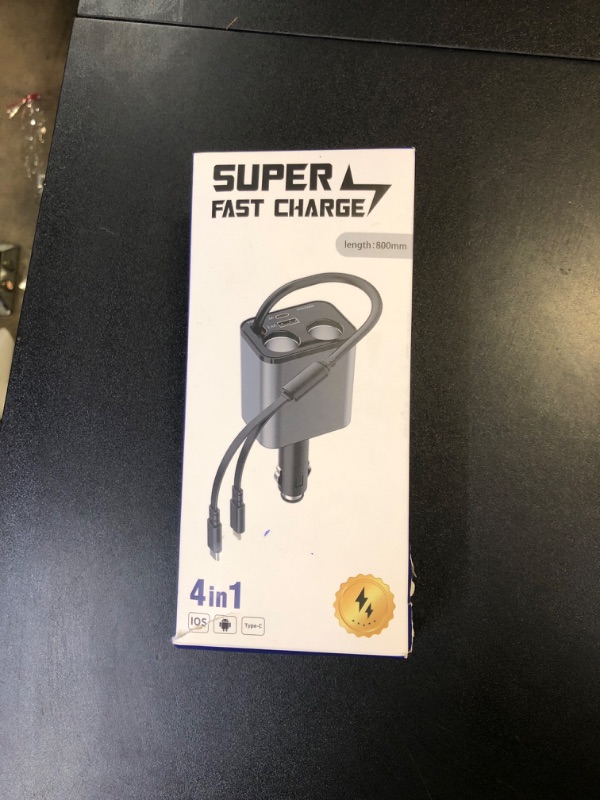 SUPER
FAST CHARGE
length:800mm
4in1
IOS
Type-C